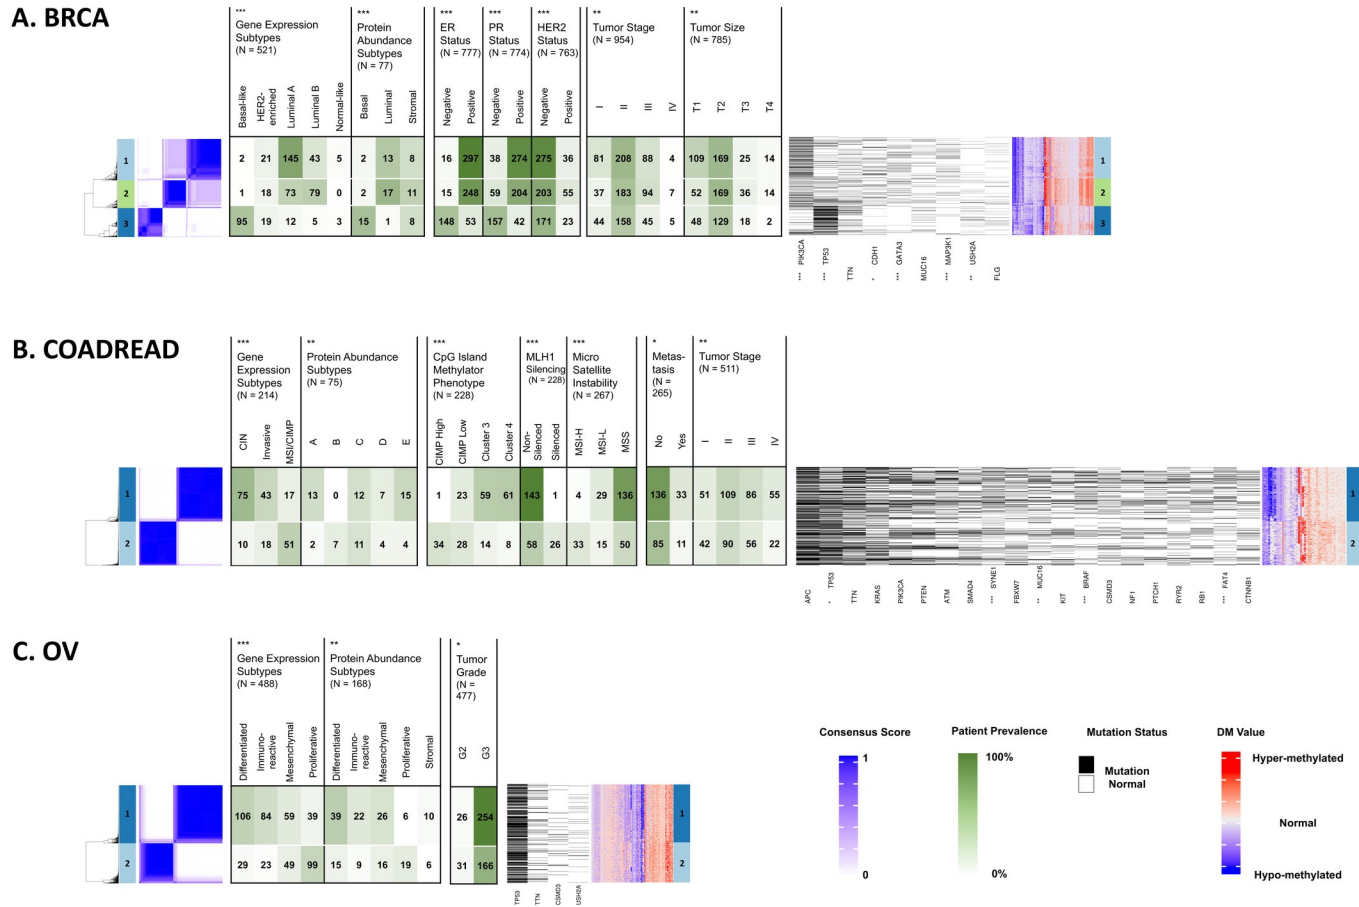 A. BRCA
*** Gene Expression Subtypes (N = 521)
*** Protein Abundance Subtypes (N = 77)
*** ER Status (N = 777)
*** PR Status (N = 774)
*** HER2 Status (N = 763)
** Tumor Stage (N = 954)
** Tumor Size (N = 785)
Basal-like HER2-enriched Luminal A Luminal B Normal-like Basal Luminal Stromal Negative Positive Negative Positive Negative Positive I II III IV T1 T2 T3 T4
1 2 21 145 43 5 2 13 8 16 297 38 274 275 36 81 208 88 4 109 169 25 14 1
2 1 18 73 79 0 2 17 11 15 248 59 204 203 55 37 183 94 7 52 169 36 14 2
3 95 19 12 5 3 15 1 8 148 53 157 42 171 23 44 158 45 5 48 129 18 2 3
*** PIK3CA *** TP53 TTN * CDH1 *** GATA3 MUC16 *** MAP3K1 ** USH2A FLG
B. COADREAD
*** Gene Expression Subtypes (N = 214)
** Protein Abundance Subtypes (N = 75)
*** CpG Island Methylator Phenotype (N = 228)
*** MLH1 Silencing (N = 228)
*** Micro Satellite Instability (N = 267)
* Metas-tasis (N = 265)
** Tumor Stage (N = 511)
CIN Invasive MSI/CIMP A B C D E CIMP High CIMP Low Cluster 3 Cluster 4 Non-Silenced Silenced MSI-H MSI-L MSS No Yes I II III IV
1 75 43 17 13 0 12 7 15 1 23 59 61 143 1 4 29 136 136 33 51 109 86 55 1
2 10 18 51 2 7 11 4 4 34 28 14 8 58 26 33 15 50 85 11 42 90 56 22 2
APC * TP53 TTN KRAS PIK3CA PTEN ATM SMAD4 *** SYNE1 FBXW7 ** MUC16 KIT *** BRAF CSMD3 NF1 PTCH1 RYR2 RB1 *** FAT4 CTNNB1
C. OV
*** Gene Expression Subtypes (N = 488)
** Protein Abundance Subtypes (N = 168)
* Tumor Grade (N = 477)
Differentiated Immuno-reactive Mesenchymal Proliferative Differentiated Immuno-reactive Mesenchymal Proliferative Stromal G2 G3
1 106 84 59 39 39 22 26 6 10 26 254 1
2 29 23 49 99 15 9 16 19 6 31 166 2
TP53 TTN CSMD3 USH2A
Consensus Score
1
0
Patient Prevalence
100%
0%
Mutation Status
Mutation
Normal
DM Value
Hyper-methylated
Normal
Hypo-methylated